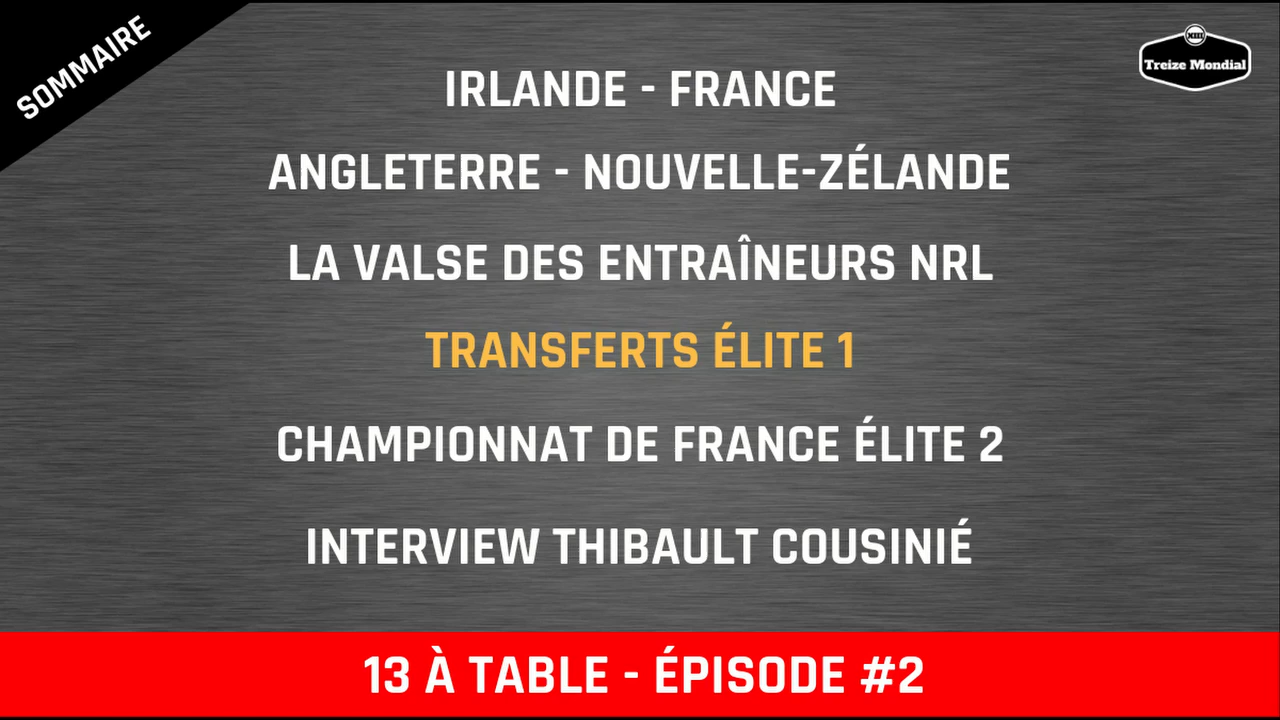 SOMMAIRE
XIII
Treize Mondial
IRLANDE - FRANCE
ANGLETERRE - NOUVELLE-ZÉLANDE
LA VALSE DES ENTRAÎNEURS NRL
TRANSFERTS ÉLITE 1
CHAMPIONNAT DE FRANCE ÉLITE 2
INTERVIEW THIBAULT COUSINIÉ
13 À TABLE - ÉPISODE #2